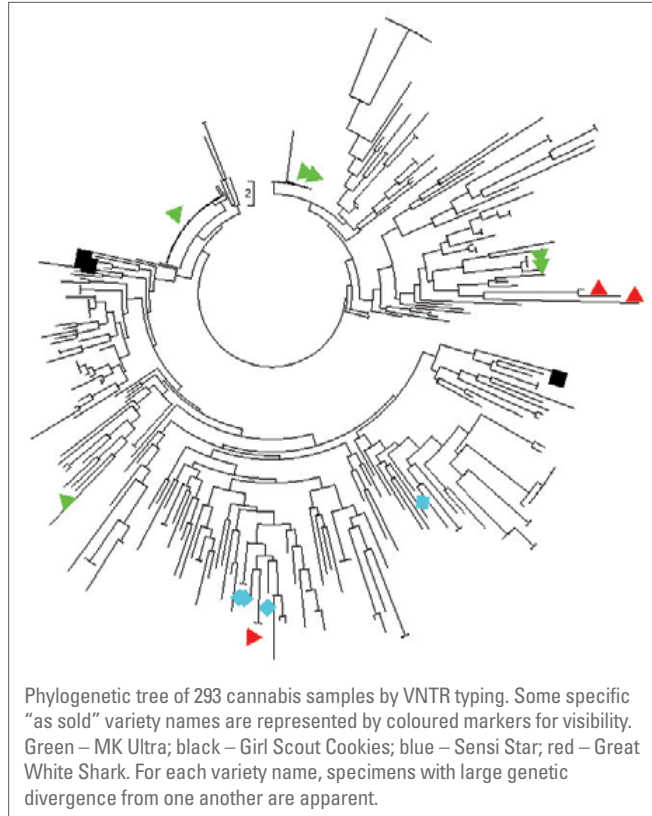 2
Phylogenetic tree of 293 cannabis samples by VNTR typing. Some specific
“as sold” variety names are represented by coloured markers for visibility.
Green – MK Ultra; black – Girl Scout Cookies; blue – Sensi Star; red – Great
White Shark. For each variety name, specimens with large genetic
divergence from one another are apparent.